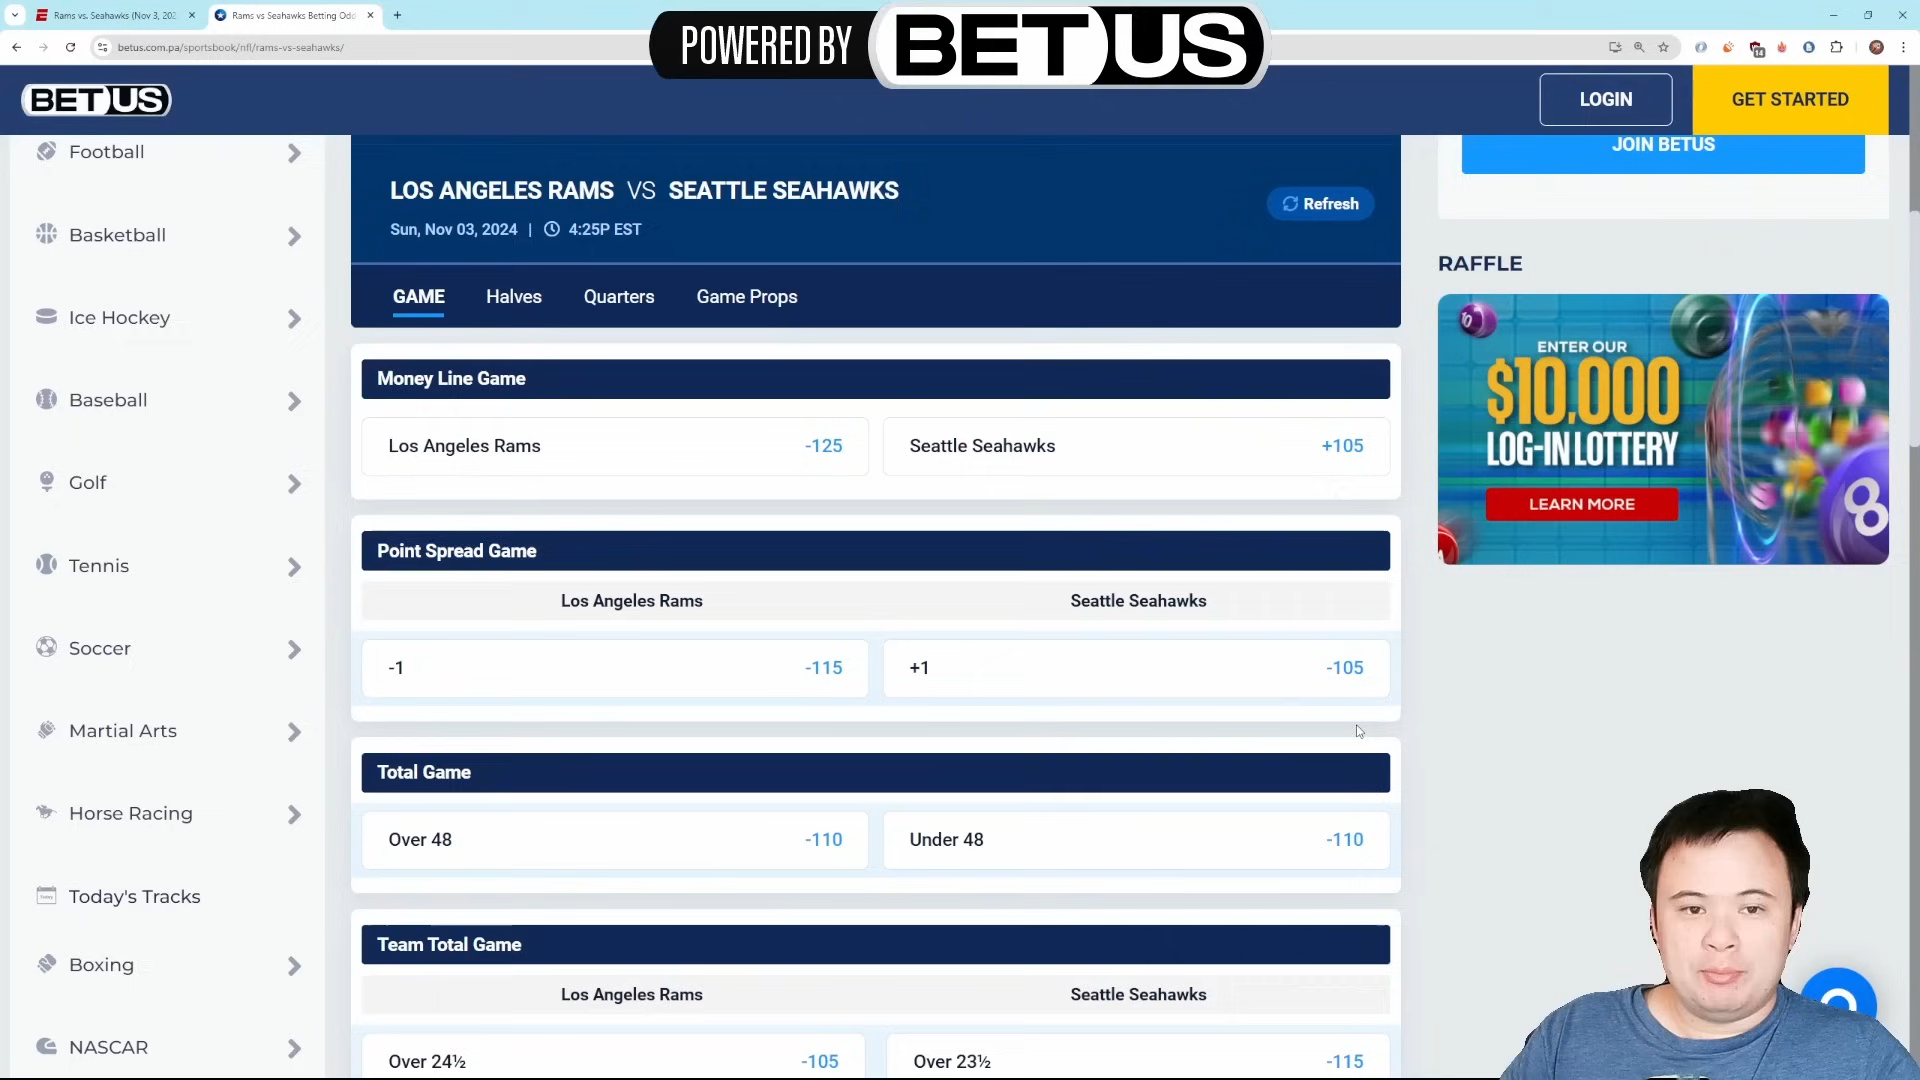 Rams vs. Seahawks (Nov 3, 202
Rams vs Seahawks Betting Odd
betus.com.pa/sportsbook/nfl/rams-vs-seahawks/
14
POWERED BY BETUS
BETUS
LOGIN
GET STARTED
Football
Basketball
Ice Hockey
Baseball
Golf
Tennis
Soccer
Martial Arts
Horse Racing
Today's Tracks
Boxing
NASCAR
LOS ANGELES RAMS VS SEATTLE SEAHAWKS
Sun, Nov 03, 2024 | 4:25P EST
Refresh
GAME Halves Quarters Game Props
Money Line Game
Los Angeles Rams -125 Seattle Seahawks +105
Point Spread Game
Los Angeles Rams Seattle Seahawks
-1 -115 +1 -105
Total Game
Over 48 -110 Under 48 -110
Team Total Game
Los Angeles Rams Seattle Seahawks
Over 24½ -105 Over 23½ -115
JOIN BETUS
RAFFLE
10
ENTER OUR
$10,000
LOG-IN LOTTERY
LEARN MORE
8